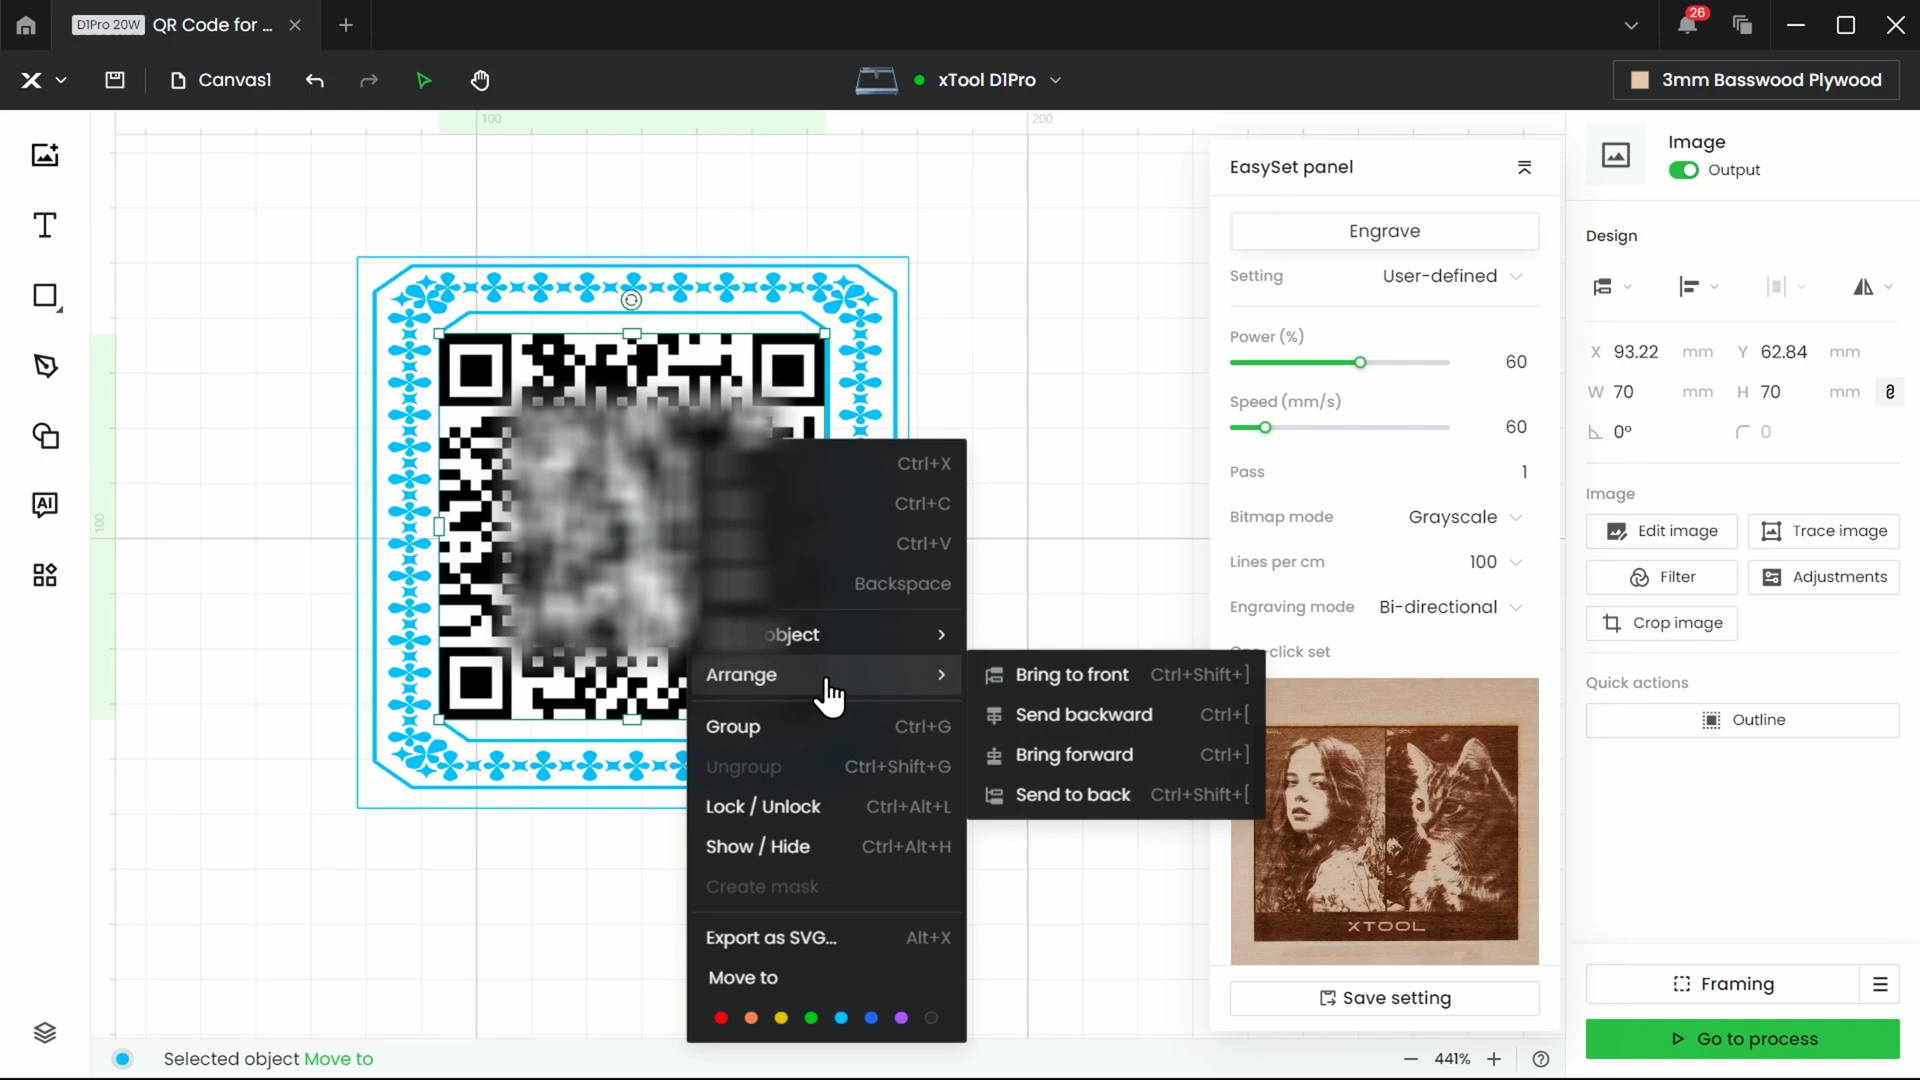 D1Pro 20W QR Code for ...
26
Canvas1
xTool D1Pro
3mm Basswood Plywood
100
200
100
EasySet panel
Engrave
Setting User-defined
Power (%)
60
Speed (mm/s)
60
Pass 1
Bitmap mode Grayscale
Lines per cm 100
Engraving mode Bi-directional
-click set
XTOOL
Save setting
Image
Output
Design
X 93.22 mm Y 62.84 mm
W 70 mm H 70 mm
0° 0
Image
Edit image Trace image
Filter Adjustments
Crop image
Quick actions
Outline
Framing
Go to process
Ctrl+X
Ctrl+C
Ctrl+V
Backspace
object
Arrange
Group Ctrl+G
Ungroup Ctrl+Shift+G
Lock / Unlock Ctrl+Alt+L
Show / Hide Ctrl+Alt+H
Create mask
Export as SVG... Alt+X
Move to
Bring to front Ctrl+Shift+]
Send backward Ctrl+[
Bring forward Ctrl+]
Send to back Ctrl+Shift+[
AI
Selected object Move to
441%